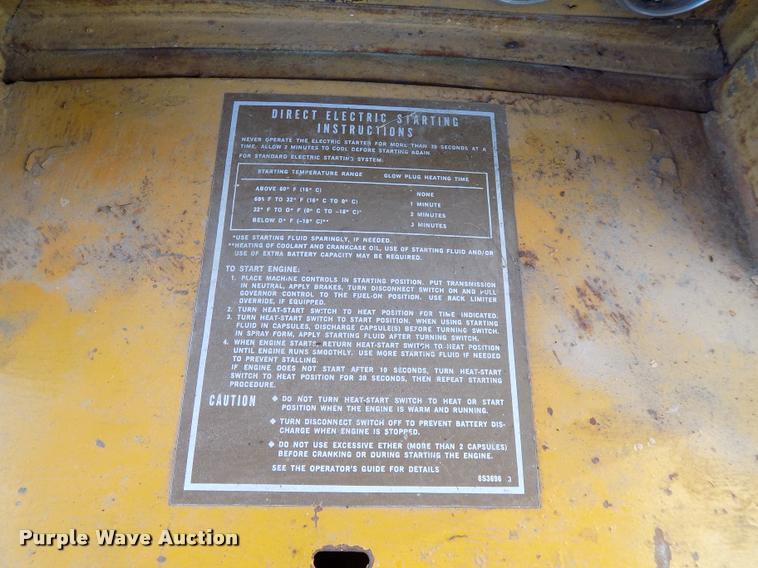 DIRECT ELECTRIC STARTING
INSTRUCTIONS
NEVER OPERATE THE ELECTRIC STARTER FOR MORE THAN 30 SECONDS AT A
TIME. ALLOW 2 MINUTES TO COOL BEFORE STARTING AGAIN.
FOR STANDARD ELECTRIC STARTING SYSTEM:
STARTING TEMPERATURE RANGE GLOW PLUG HEATING TIME
ABOVE 60° F (16° C) NONE
60° F TO 32° F (16° C TO 0° C) 1 MINUTE
32° F TO 0° F (0° C TO -18° C)* 2 MINUTES
BELOW 0° F (-18° C)** 3 MINUTES
*USE STARTING FLUID SPARINGLY, IF NEEDED.
**HEATING OF COOLANT AND CRANKCASE OIL, USE OF STARTING FLUID AND/OR
USE OF EXTRA BATTERY CAPACITY MAY BE REQUIRED.
TO START ENGINE:
1. PLACE MACHINE CONTROLS IN STARTING POSITION. PUT TRANSMISSION
IN NEUTRAL, APPLY BRAKES, TURN DISCONNECT SWITCH ON AND PULL
GOVERNOR CONTROL TO THE FUEL-ON POSITION. USE RACK LIMITER
OVERRIDE, IF EQUIPPED.
2. TURN HEAT-START SWITCH TO HEAT POSITION FOR TIME INDICATED.
3. TURN HEAT-START SWITCH TO START POSITION. WHEN USING STARTING
FLUID IN CAPSULES, DISCHARGE CAPSULE(S) BEFORE TURNING SWITCH.
IN SPRAY FORM, APPLY STARTING FLUID AFTER TURNING SWITCH.
4. WHEN ENGINE STARTS, RETURN HEAT-START SWITCH TO HEAT POSITION
UNTIL ENGINE RUNS SMOOTHLY. USE MORE STARTING FLUID IF NEEDED
TO PREVENT STALLING.
IF ENGINE DOES NOT START AFTER 10 SECONDS, TURN HEAT-START
SWITCH TO HEAT POSITION FOR 30 SECONDS, THEN REPEAT STARTING
PROCEDURE.
CAUTION ◆ DO NOT TURN HEAT-START SWITCH TO HEAT OR START
POSITION WHEN THE ENGINE IS WARM AND RUNNING.
◆ TURN DISCONNECT SWITCH OFF TO PREVENT BATTERY DIS-
CHARGE WHEN ENGINE IS STOPPED.
◆ DO NOT USE EXCESSIVE ETHER (MORE THAN 2 CAPSULES)
BEFORE CRANKING OR DURING STARTING THE ENGINE.
SEE THE OPERATOR'S GUIDE FOR DETAILS
8S3696 3
Purple Wave Auction